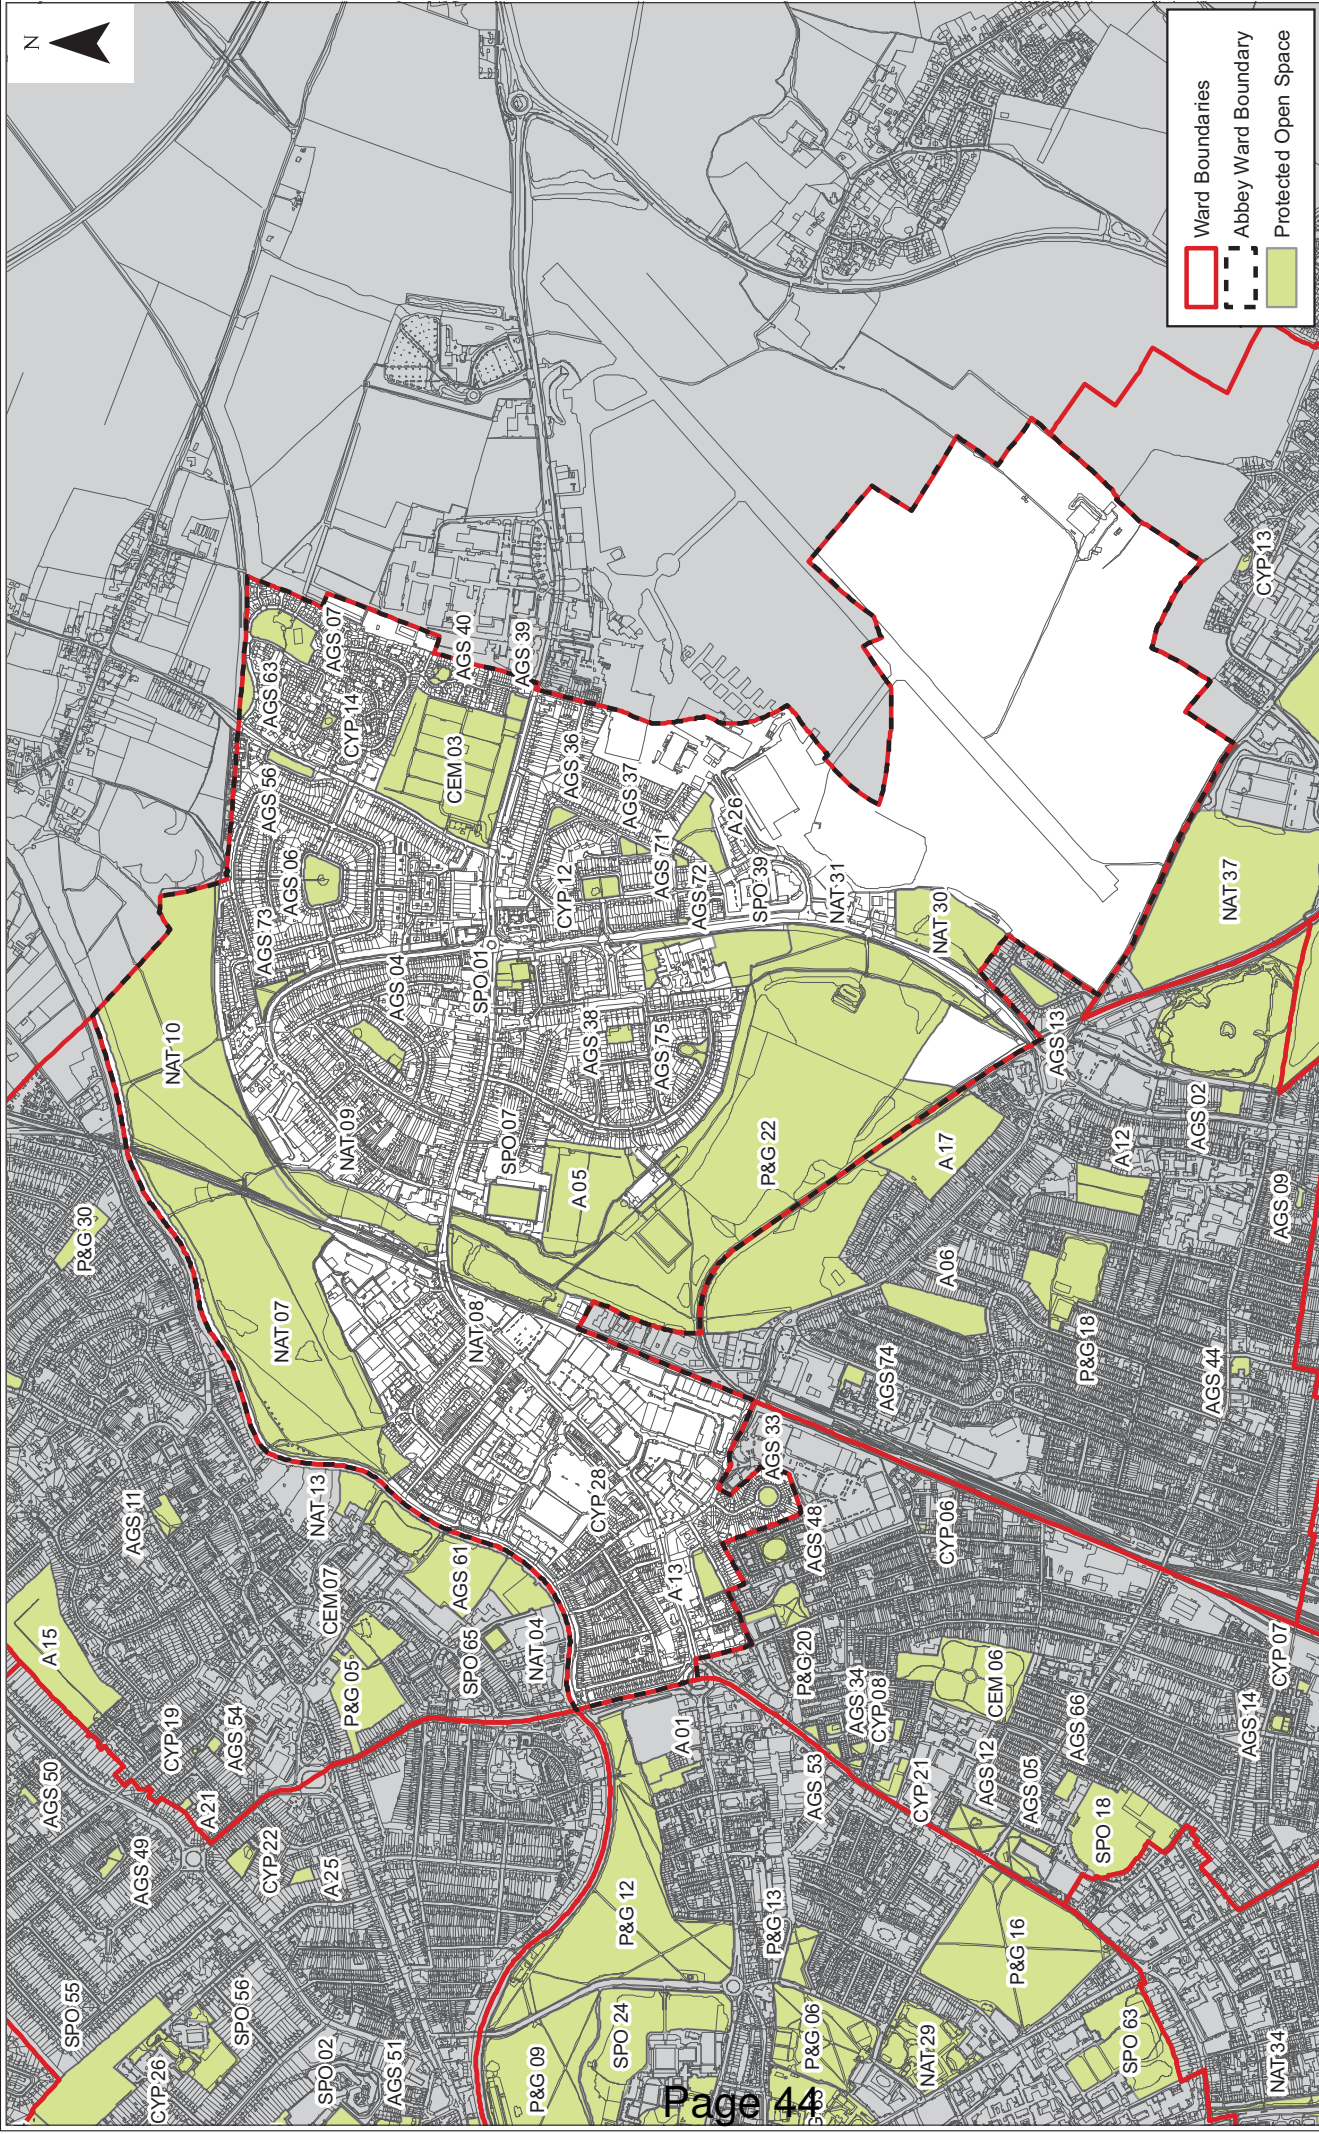 N
Ward Boundaries
Abbey Ward Boundary
Protected Open Space
P&G 30
NAT 10
AGS 63
AGS 07
CYP 14
AGS 40
AGS 39
AGS 56
AGS 06
AGS 73
CEM 03
AGS 36
AGS 37
A 26
AGS 04
SPO 01
CYP 12
AGS 71
AGS 72
SPO 39
NAT 31
NAT 30
NAT 37
CYP 13
NAT 09
SPO 07
AGS 38
AGS 75
A 05
P&G 22
AGS 13
A 17
A 12
AGS 02
AGS 09
NAT 07
NAT 08
A 06
P&G 18
AGS 74
AGS 44
AGS 11
NAT 13
CYP 28
AGS 33
AGS 48
CYP 06
A 15
CEM 07
AGS 61
NAT 04
SPO 65
P&G 05
A 13
P&G20
AGS 34
CYP 08
CEM 06
AGS 66
CYP 07
AGS 14
CYP 19
AGS 54
A 21
AGS 50
AGS 49
CYP 22
A 25
A 01
AGS 53
CYP 21
AGS 12
AGS 05
SPO 18
P&G 12
P&G 13
P&G 16
SPO 55
SPO 56
CYP 26
SPO 02
AGS 51
P&G 09
SPO 24
P&G 06
NAT 29
SPO 63
NAT 34
Page 44